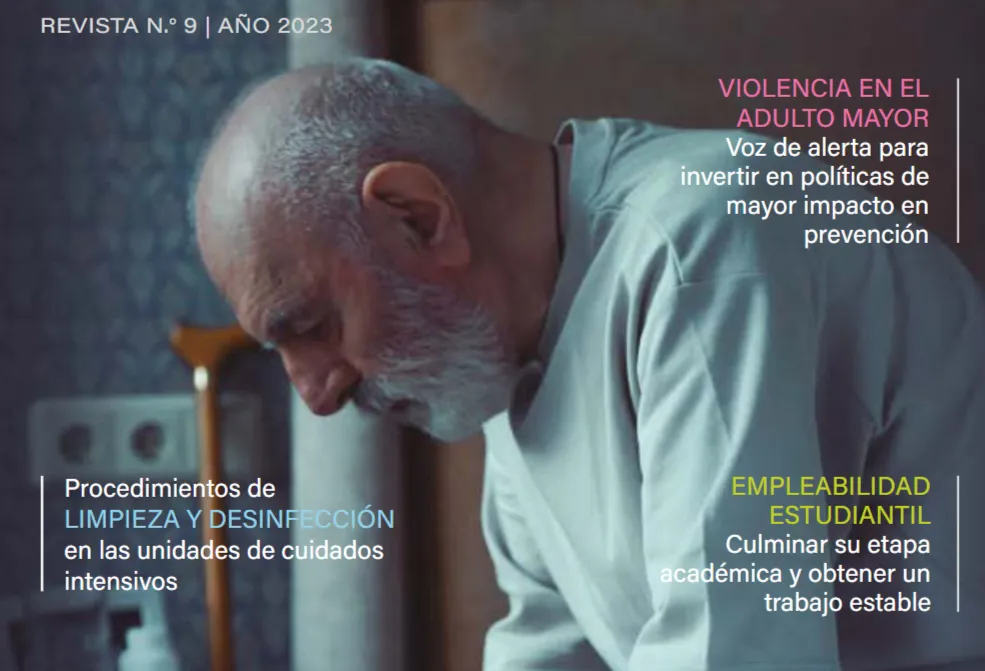 REVISTA N.° 9 | AÑO 2023
VIOLENCIA EN EL
ADULTO MAYOR
Voz de alerta para
invertir en políticas de
mayor impacto en
prevención
Procedimientos de
LIMPIEZA Y DESINFECCIÓN
en las unidades de cuidados
intensivos
EMPLEABILIDAD
ESTUDIANTIL
Culminar su etapa
académica y obtener un
trabajo estable